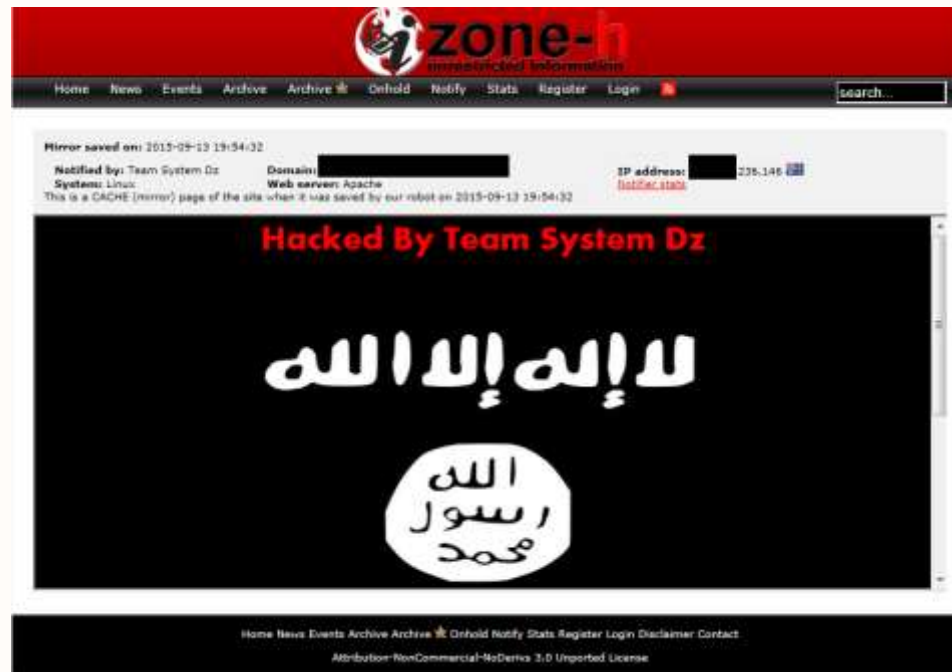 zone-h
unrestricted information
Home News Events Archive Archive Onhold Notify Stats Register Login
search...
Mirror saved on: 2015-09-13 19:54:32
Notified by: Team System Dz Domain: IP address: 236.146
System: Linux Web server: Apache Notifier stats
This is a CACHE (mirror) page of the site when it was saved by our robot on 2015-09-13 19:54:32
Hacked By Team System Dz
لا إله إلا الله
الله
رسول
محمد
Home News Events Archive Archive Onhold Notify Stats Register Login Disclaimer Contact
Attribution-NonCommercial-NoDerivs 3.0 Unported License